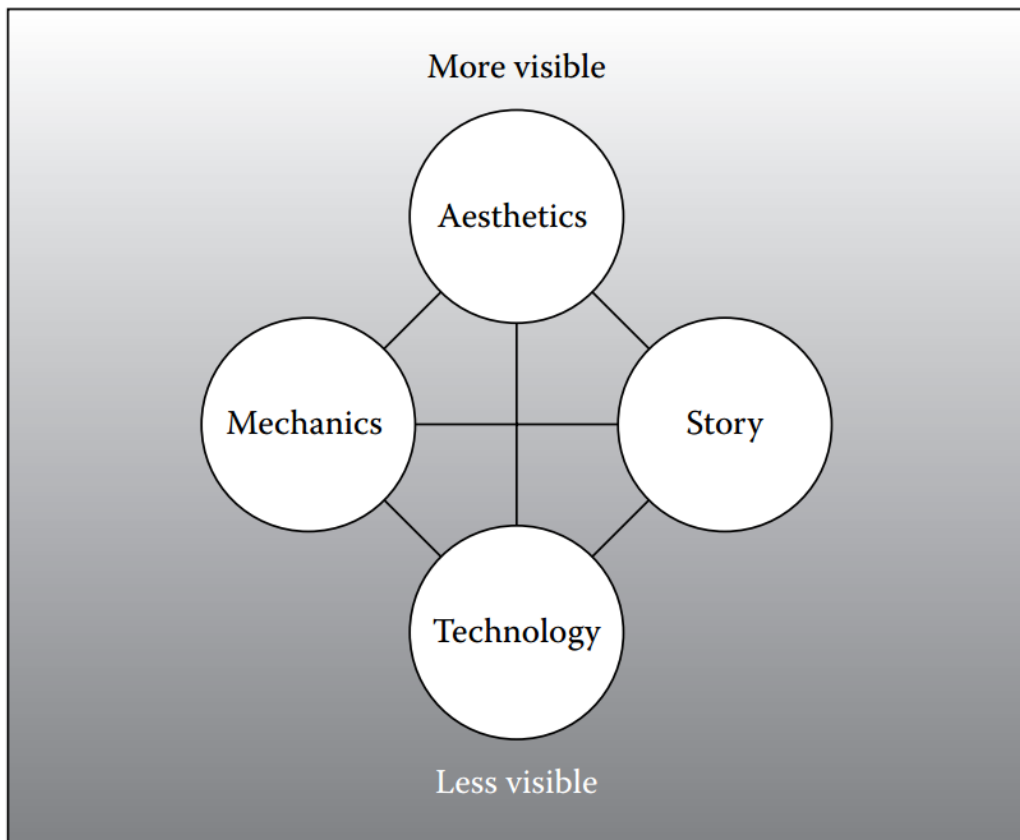 More visible
Aesthetics
Mechanics
Story
Technology
Less visible